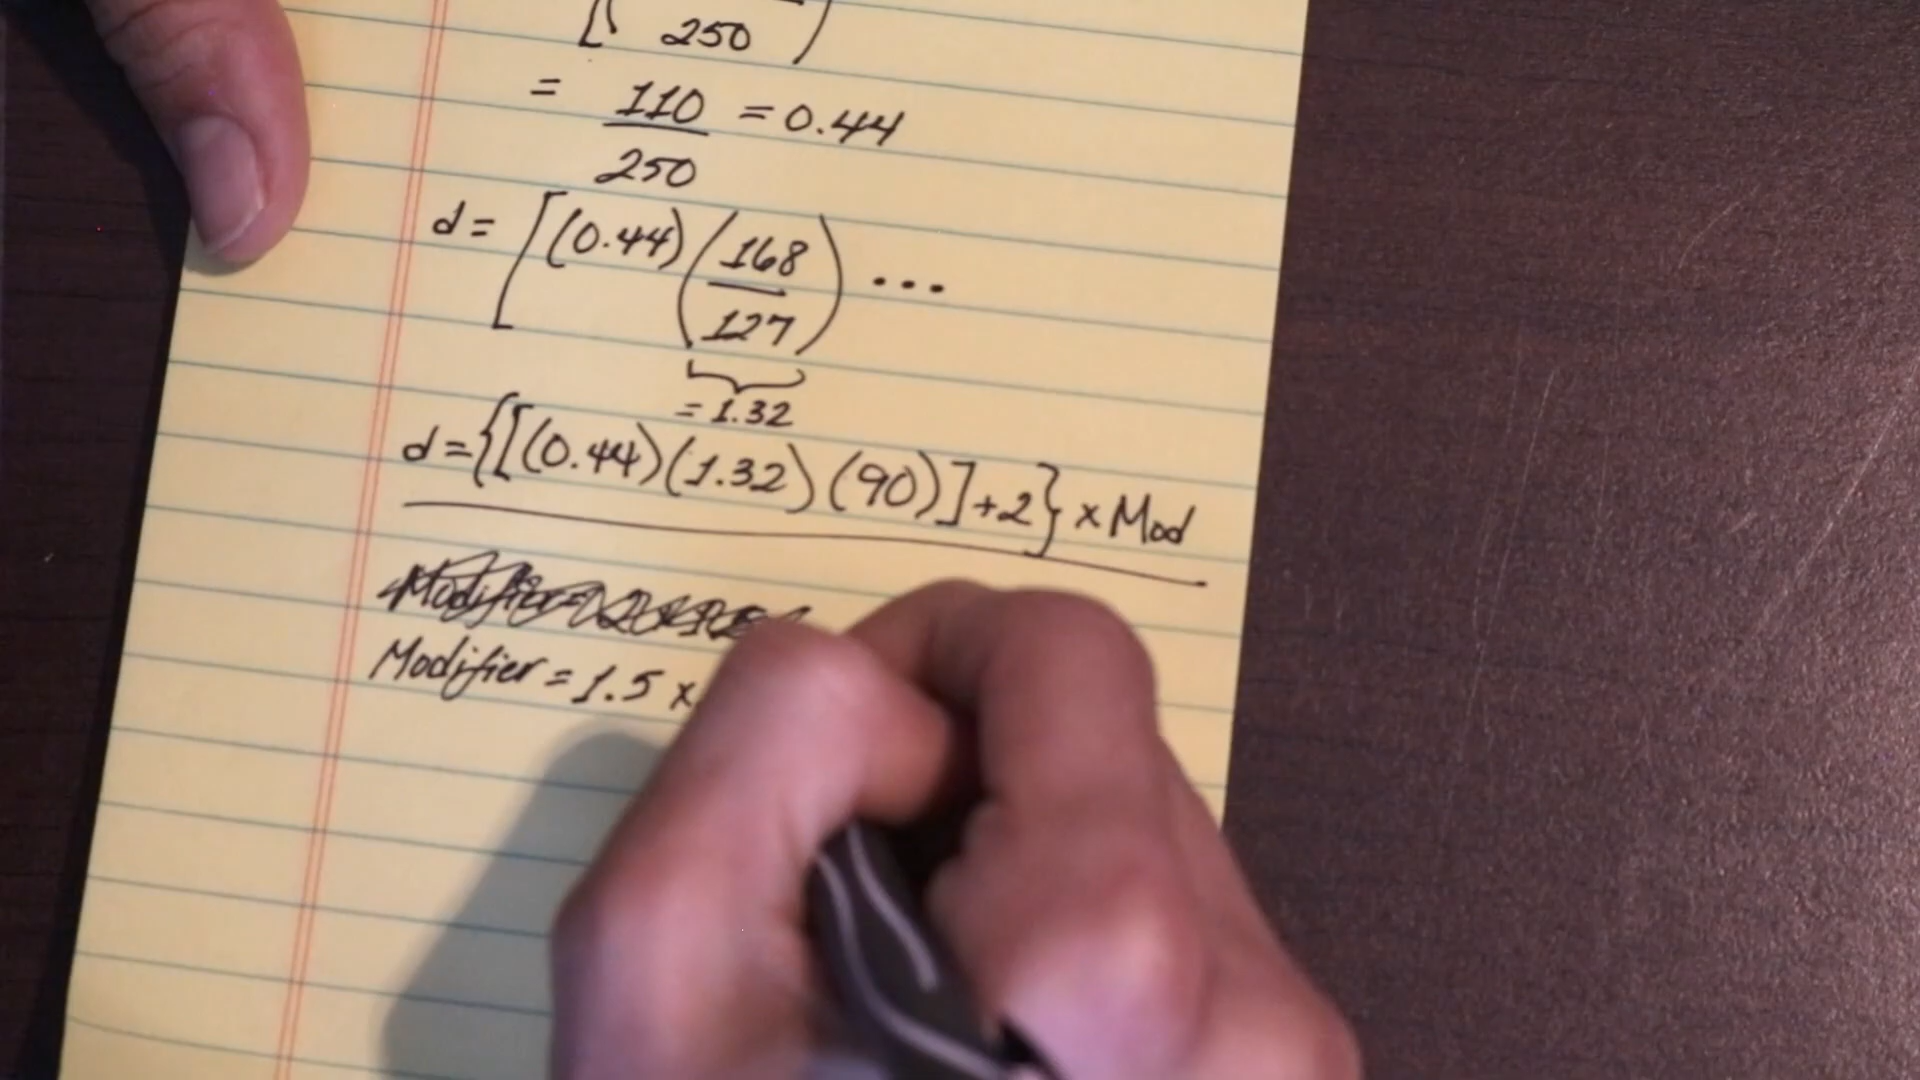 250
= 110 = 0.44
250
d = [(0.44)(168 ...
127)
= 1.32
d = {[(0.44)(1.32)(90)]+2} x Mod
Modifier = 1.5 x